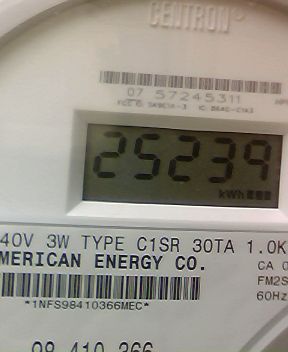 CENTRON
07 57245311
25239
kWh
40V 3W TYPE C1SR 30TA 1.0K
MERICAN ENERGY CO.
CA 0
FM2S
*1NFS98410366MEC*
60Hz
98 410 366